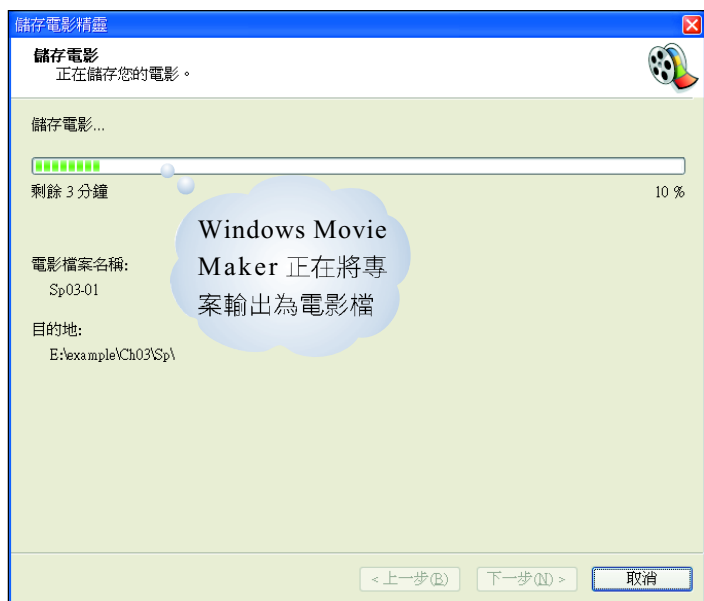 儲存電影精靈
儲存電影
正在儲存您的電影。
儲存電影...
剩餘 3 分鐘
10 %
Windows Movie
Maker 正在將專
案輸出為電影檔
電影檔案名稱:
Sp03-01
目的地:
E:\example\Ch03\Sp\
< 上一步(B)
下一步(N) >
取消